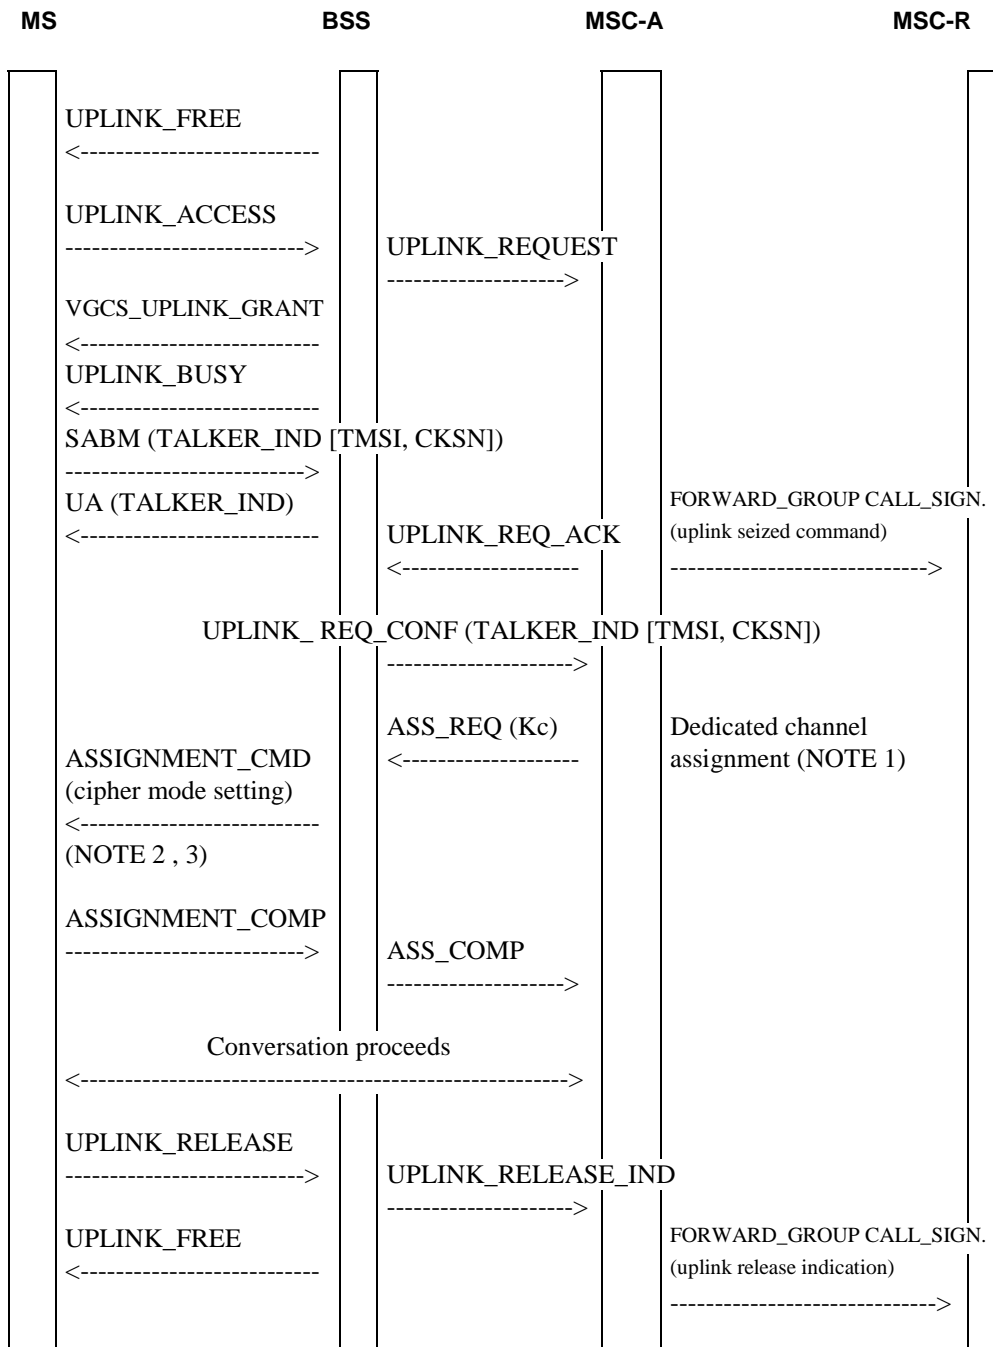 MS BSS MSC-A MSC-R
UPLINK_FREE
<---------------------------
UPLINK_ACCESS
---------------------------> UPLINK_REQUEST
-------------------->
VGCS_UPLINK_GRANT
<---------------------------
UPLINK_BUSY
<---------------------------
SABM (TALKER_IND [TMSI, CKSN])
--------------------------->
UA (TALKER_IND) FORWARD_GROUP CALL_SIGN.
<--------------------------- UPLINK_REQ_ACK (uplink seized command)
<-------------------- ----------------------------->
UPLINK_ REQ_CONF (TALKER_IND [TMSI, CKSN])
--------------------->
ASS_REQ (Kc) Dedicated channel
ASSIGNMENT_CMD <-------------------- assignment (NOTE 1)
(cipher mode setting)
<---------------------------
(NOTE 2 , 3)
ASSIGNMENT_COMP
---------------------------> ASS_COMP
-------------------->
Conversation proceeds
<------------------------------------------------------->
UPLINK_RELEASE
---------------------------> UPLINK_RELEASE_IND
--------------------->
UPLINK_FREE FORWARD_GROUP CALL_SIGN.
<--------------------------- (uplink release indication)
------------------------------>